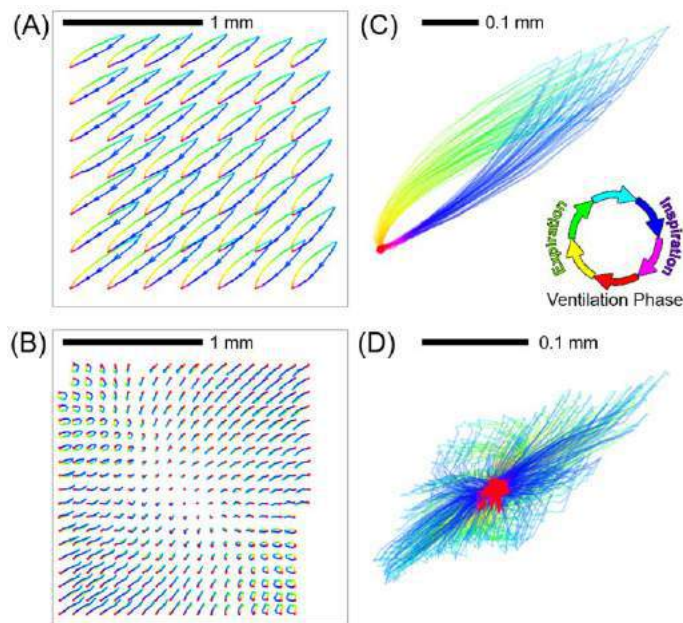 (A)
1 mm
(C)
0.1 mm
Expiration
Inspiration
Ventilation Phase
(B)
1 mm
(D)
0.1 mm